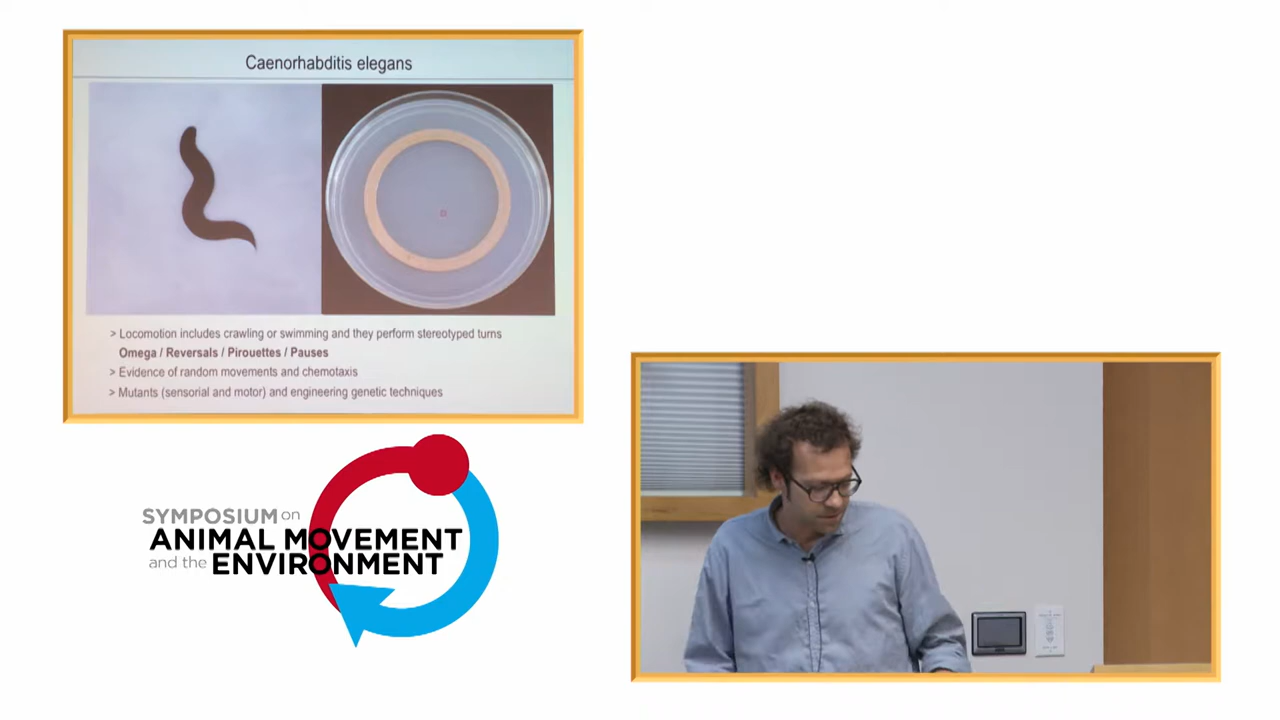 Caenorhabditis elegans
> Locomotion includes crawling or swimming and they perform stereotyped turns
Omega / Reversals / Pirouettes / Pauses
> Evidence of random movements and chemotaxis
> Mutants (sensorial and motor) and engineering genetic techniques
SYMPOSIUM on
ANIMAL MOVEMENT
and the ENVIRONMENT